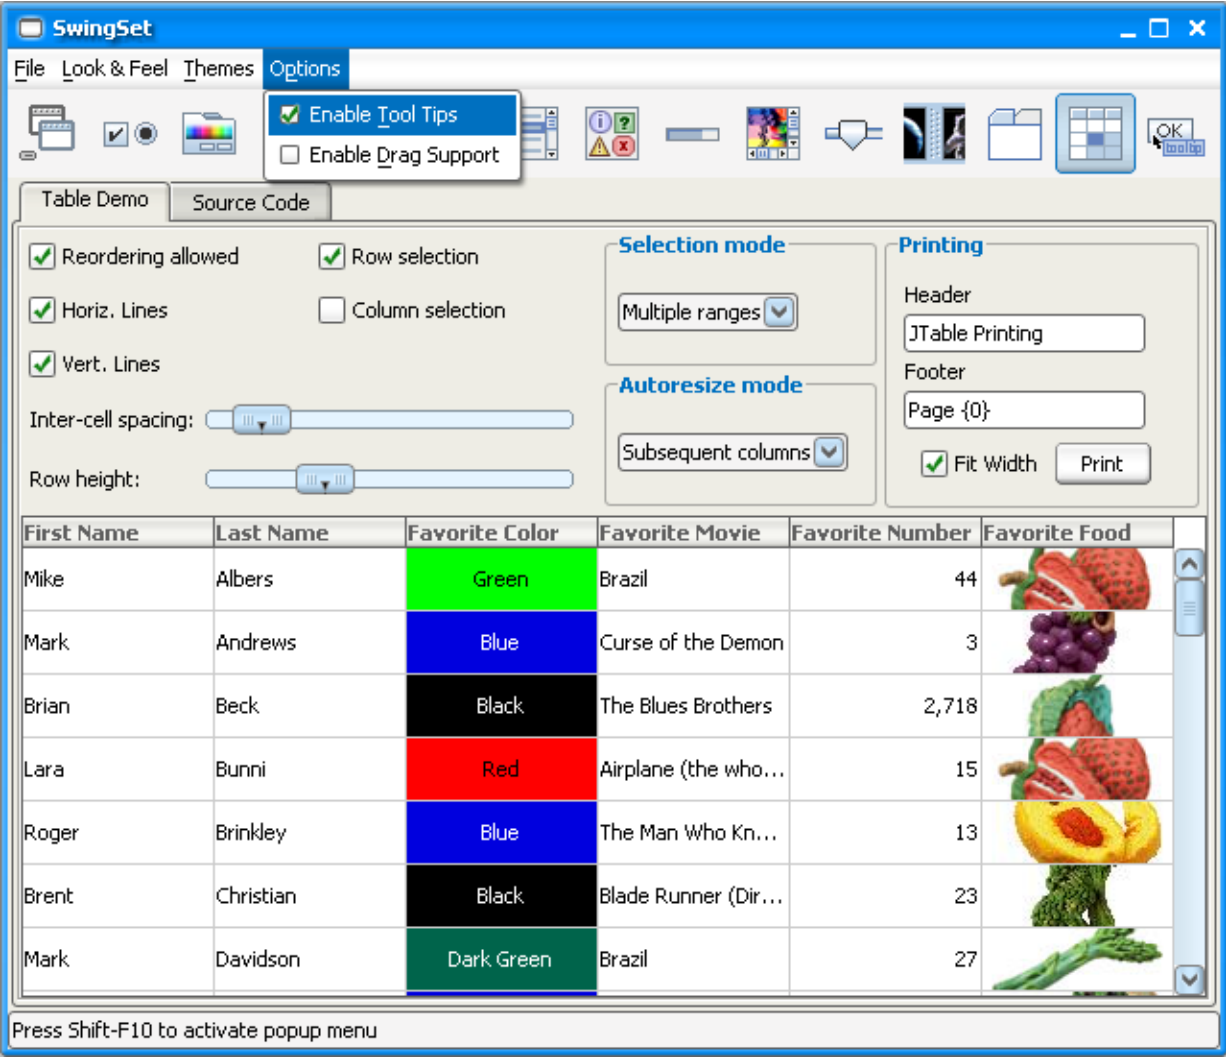 SwingSet
File Look & Feel Themes Options
Enable Tool Tips
Enable Drag Support
OK
tooltip
Table Demo Source Code
Reordering allowed Row selection
Horiz. Lines Column selection
Vert. Lines
Inter-cell spacing:
Row height:
Selection mode
Multiple ranges
Autoresize mode
Subsequent columns
Printing
Header
JTable Printing
Footer
Page {0}
Fit Width Print
First Name Last Name Favorite Color Favorite Movie Favorite Number Favorite Food
Mike Albers Green Brazil 44
Mark Andrews Blue Curse of the Demon 3
Brian Beck Black The Blues Brothers 2,718
Lara Bunni Red Airplane (the who...
15
Roger Brinkley Blue The Man Who Kn... 13
Brent Christian Black Blade Runner (Dir... 23
Mark Davidson Dark Green Brazil 27
Press Shift-F10 to activate popup menu